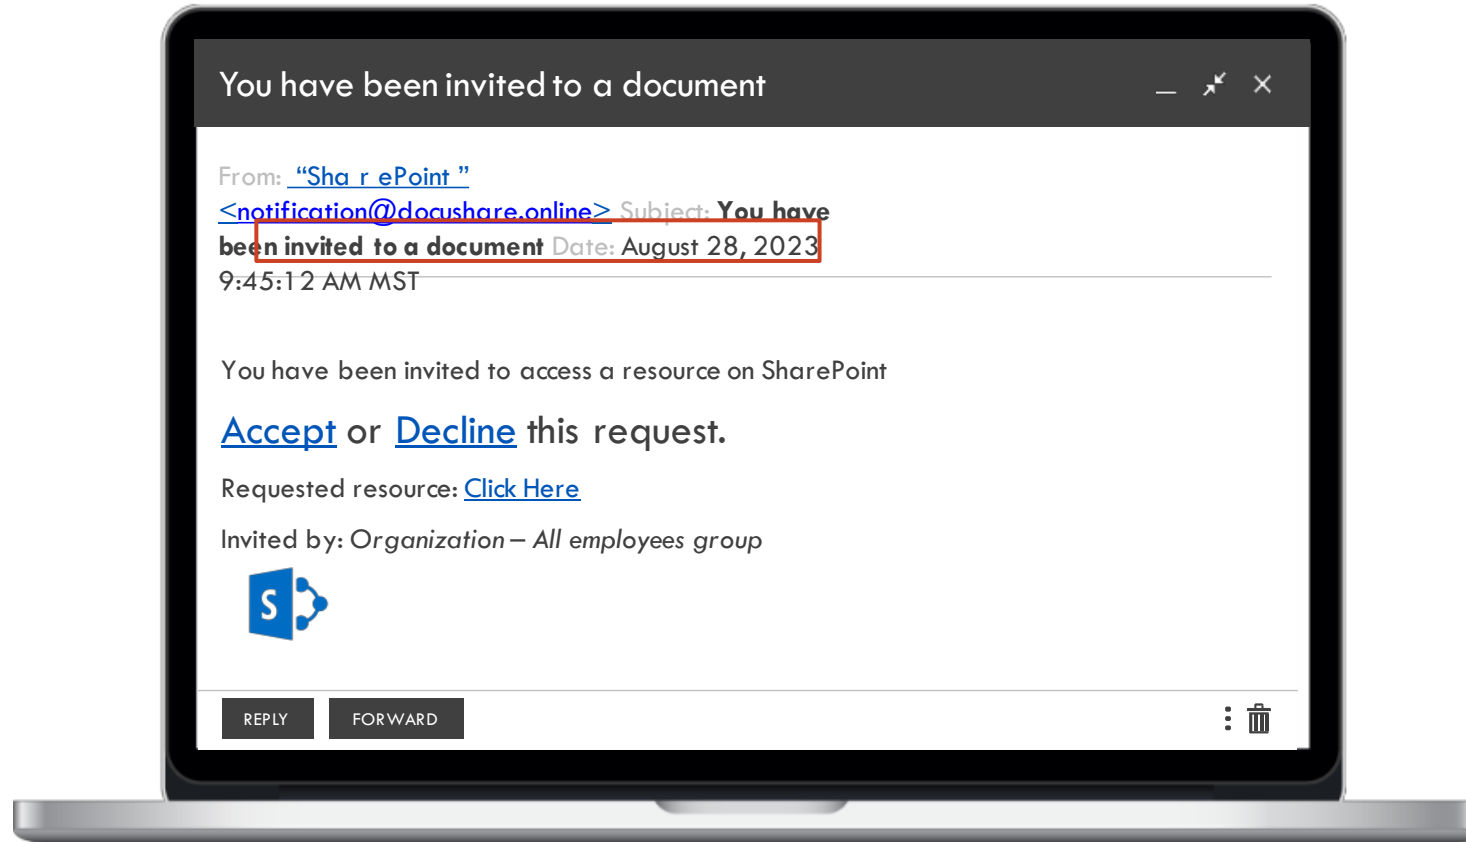 You have been invited to a document
From: “Sha r ePoint ”
<notification@docushare.online> Subject: You have
been invited to a document Date: August 28, 2023
9:45:12 AM MST
You have been invited to access a resource on SharePoint
Accept or Decline this request.
Requested resource: Click Here
Invited by: Organization – All employees group
S
REPLY FORWARD